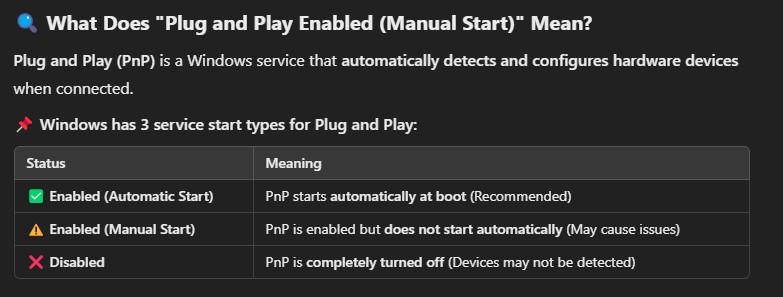 🔍 What Does "Plug and Play Enabled (Manual Start)" Mean?
Plug and Play (PnP) is a Windows service that automatically detects and configures hardware devices
when connected.
📌 Windows has 3 service start types for Plug and Play:
Status Meaning
✅ Enabled (Automatic Start) PnP starts automatically at boot (Recommended)
⚠️ Enabled (Manual Start) PnP is enabled but does not start automatically (May cause issues)
❌ Disabled PnP is completely turned off (Devices may not be detected)